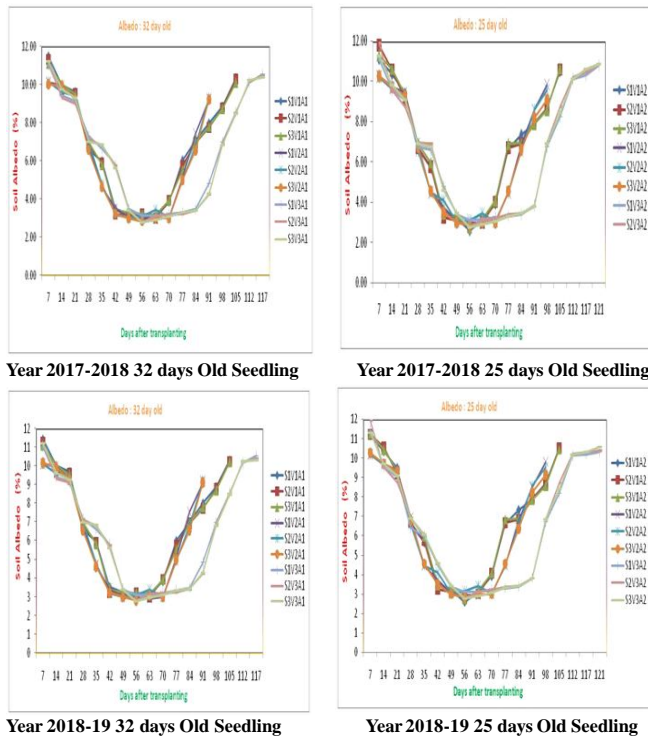 Albedo : 32 day old
12.00
10.00
8.00
6.00
4.00
2.00
0.00
Soil Albedo (%)
7 14 21 28 35 42 49 56 63 70 77 84 91 98 105 112 117
Days after transplanting
S1V1A1
S2V1A1
S3V1A1
S1V2A1
S2V2A1
S3V2A1
S1V3A1
S2V3A1
S3V3A1
Year 2017-2018 32 days Old Seedling
Albedo : 25 day old
12.00
10.00
8.00
6.00
4.00
2.00
0.00
Soil Albedo (%)
7 14 21 28 35 42 49 56 63 70 77 84 91 98 105 112 121
Days after transplanting
S1V1A2
S2V1A2
S3V1A2
S1V2A2
S2V2A2
S3V2A2
S1V3A2
S2V3A2
Year 2017-2018 25 days Old Seedling
Albedo : 32 day old
12
11
10
9
8
7
6
5
4
3
2
1
0
Soil Albedo (%)
7 14 21 28 35 42 49 56 63 70 77 84 91 98 105 112 117
Days after transplanting
S1V1A1
S2V1A1
S3V1A1
S1V2A1
S2V2A1
S3V2A1
S1V3A1
S2V3A1
S3V3A1
Year 2018-19 32 days Old Seedling
Albedo : 25 day old
12
11
10
9
8
7
6
5
4
3
2
1
0
Soil Albedo (%)
7 14 21 28 35 42 49 56 63 70 77 84 91 98 105 112 121
Days after transplanting
S1V1A2
S2V1A2
S3V1A2
S1V2A2
S2V2A2
S3V2A2
S1V3A2
S2V3A2
S3V3A2
Year 2018-19 25 days Old Seedling